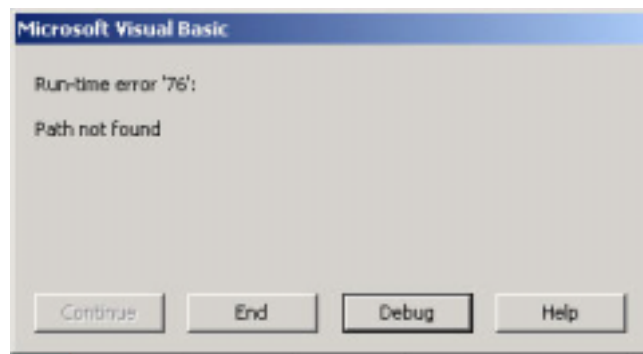 Microsoft Visual Basic
Run-time error '76':
Path not found
Continue
End
Debug
Help